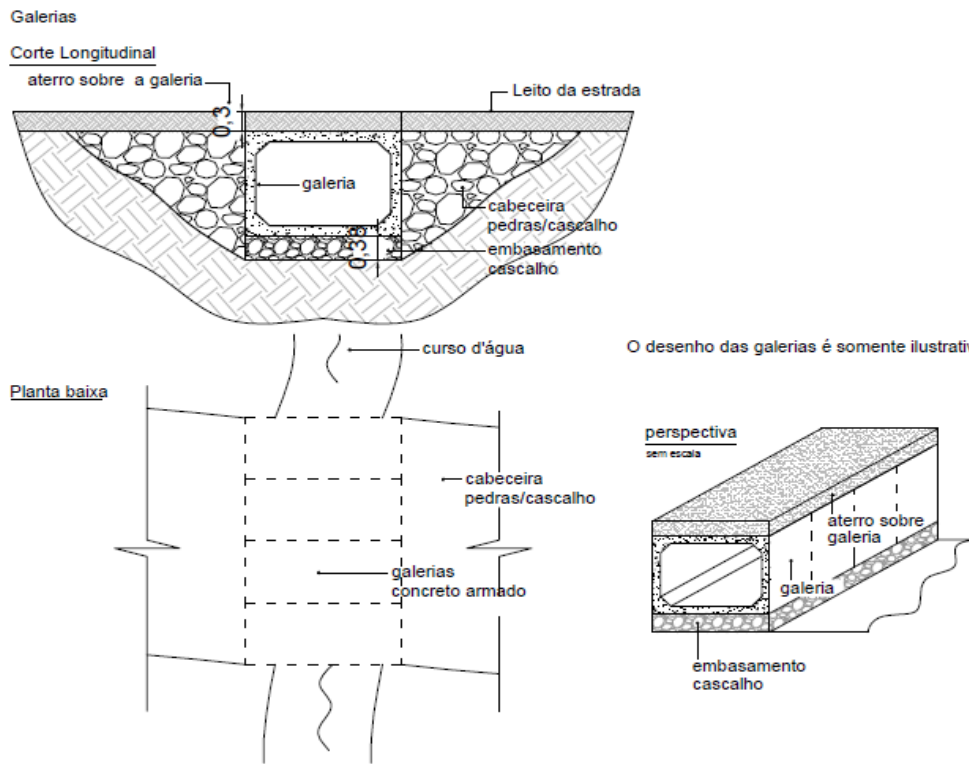 Galerias
Corte Longitudinal
aterro sobre a galeria
Leito da estrada
0,3
galeria
cabeceira
pedras/cascalho
0,38
embasamento
cascalho
curso d'água
O desenho das galerias é somente ilustrativ
Planta baixa
cabeceira
pedras/cascalho
galerias
concreto armado
perspectiva
sem escala
aterro sobre
galeria
galeria
embasamento
cascalho